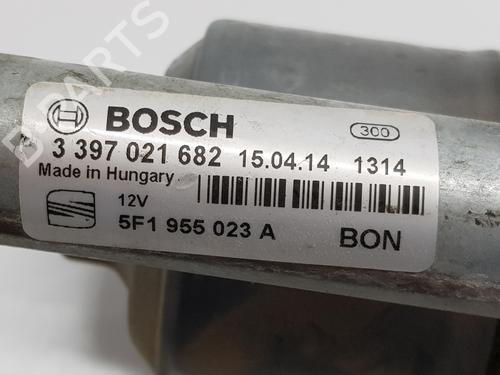 B-PARTS
BOSCH
300
3 397 021 682 15.04.14 1314
Made in Hungary
12V
5F1 955 023 A BON